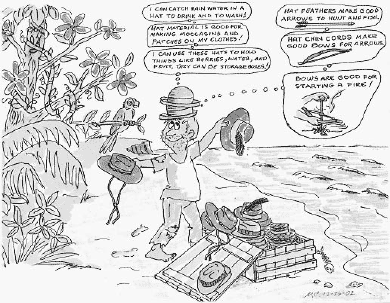 I CAN CATCH RAIN WATER IN A
HAT TO DRINK AND TO WASH!
HAT MATERIAL IS GOOD FOR,
MAKING MOCCASINS AND,
PATCHES ON MY CLOTHES.
I CAN USE THESE HATS TO HOLD
THINGS LIKE BERRIES, WATER, AND
FRUIT, THEY CAN BE STORAGE BOXES!
HAT FEATHERS MAKE GOOD
ARROWS TO HUNT AND FISH,
HAT CHIN CORDS MAKE
GOOD BOWS FOR ARROWS
BOWS ARE GOOD FOR
STARTING A FIRE!